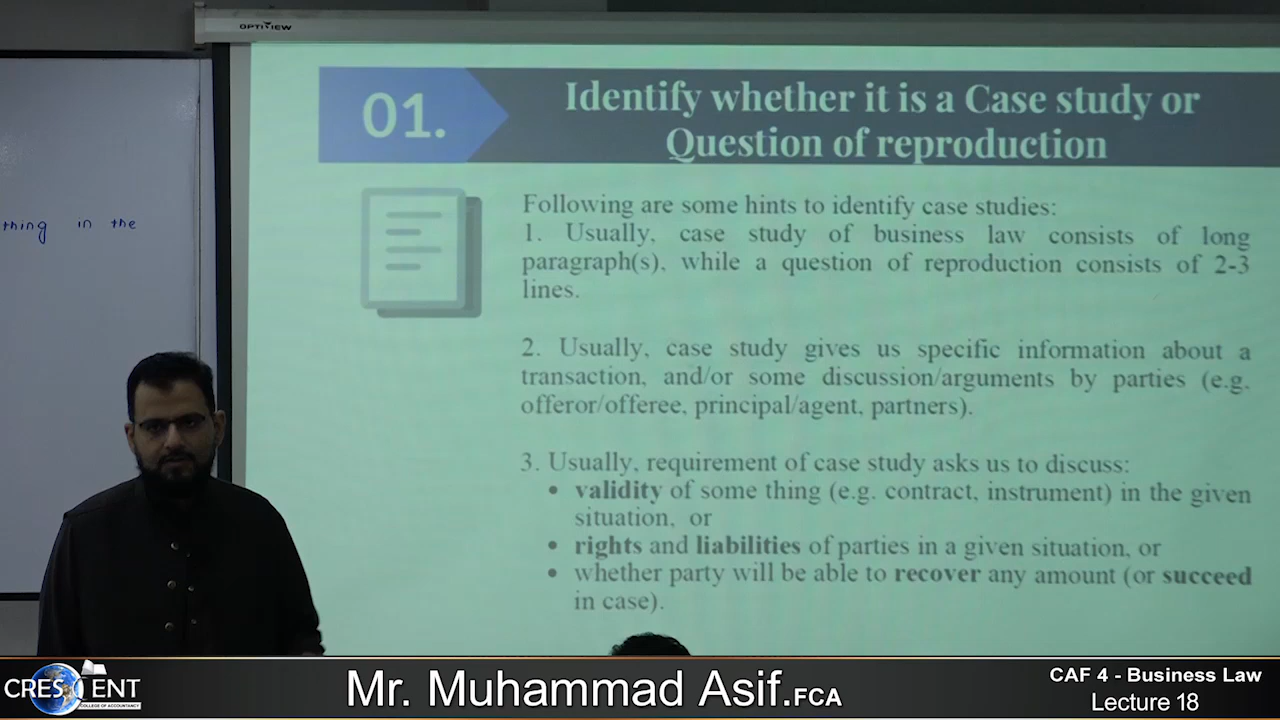 OPTIVIEW
thing in the
01.
Identify whether it is a Case study or
Question of reproduction
Following are some hints to identify case studies:
1. Usually, case study of business law consists of long
paragraph(s), while a question of reproduction consists of 2-3
lines.
2. Usually, case study gives us specific information about a
transaction, and/or some discussion/arguments by parties (e.g.
offeror/offeree, principal/agent, partners).
3. Usually, requirement of case study asks us to discuss:
• validity of some thing (e.g. contract, instrument) in the given
situation, or
• rights and liabilities of parties in a given situation, or
• whether party will be able to recover any amount (or succeed
in case).
CRESCENT
COLLEGE OF ACCOUNTANCY
Mr. Muhammad Asif.FCA
CAF 4 - Business Law
Lecture 18